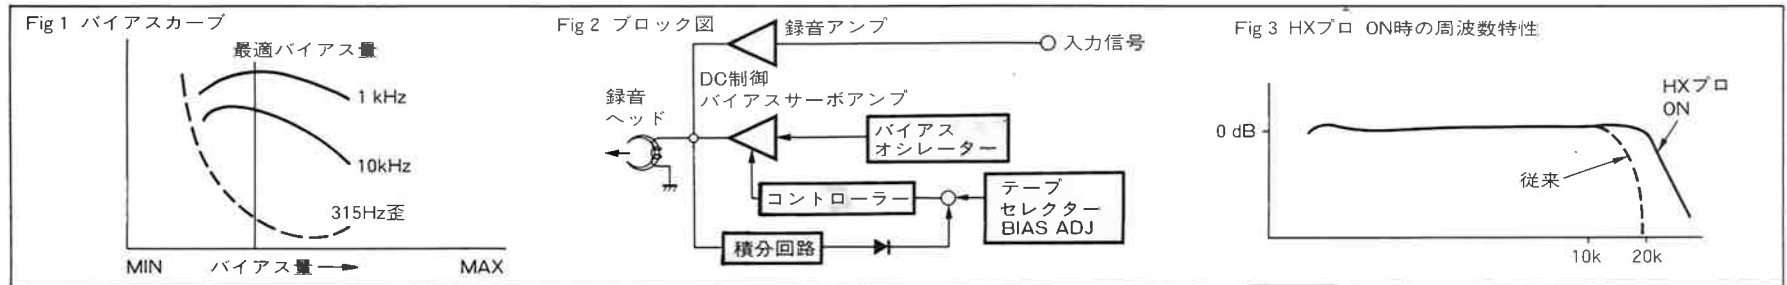 Fig 1 バイアスカーブ
最適バイアス量
1 kHz
10kHz
315Hz歪
MIN
バイアス量
MAX
Fig 2 ブロック図
録音アンプ
入力信号
DC制御
バイアスサーボアンプ
録音
ヘッド
バイアス
オシレーター
コントローラー
テープ
セレクター
BIAS ADJ
積分回路
Fig 3 HXプロ ON時の周波数特性
HXプロ
ON
0 dB
従来
10k
20k